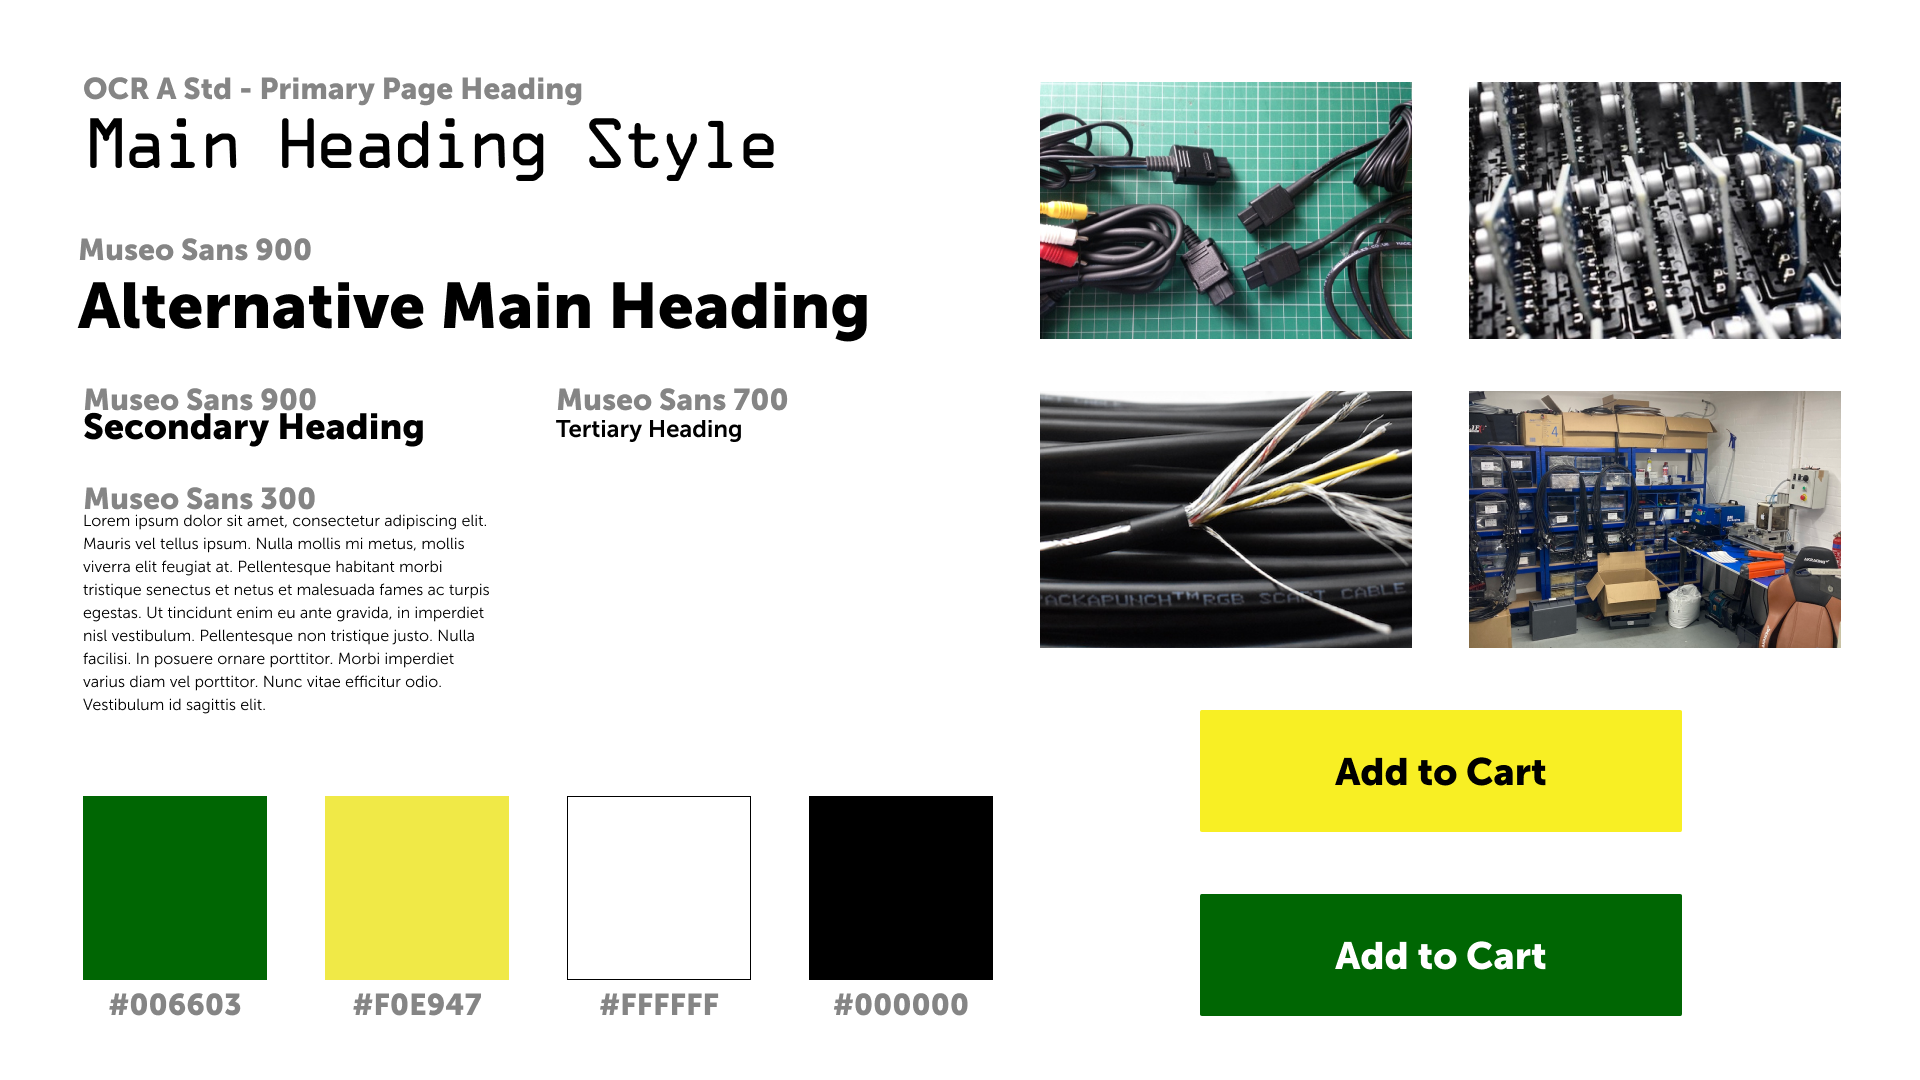 OCR A Std - Primary Page Heading
Main Heading Style
Museo Sans 900
Alternative Main Heading
Museo Sans 900
Secondary Heading
Museo Sans 700
Tertiary Heading
Museo Sans 300
Lorem ipsum dolor sit amet, consectetur adipiscing elit.
Mauris vel tellus ipsum. Nulla mollis mi metus, mollis
viverra elit feugiat at. Pellentesque habitant morbi
tristique senectus et netus et malesuada fames ac turpis
egestas. Ut tincidunt enim eu ante gravida, in imperdiet
nisl vestibulum. Pellentesque non tristique justo. Nulla
facilisi. In posuere ornare porttitor. Morbi imperdiet
varius diam vel porttitor. Nunc vitae efficitur odio.
Vestibulum id sagittis elit.
#006603
#F0E947
#FFFFFF
#000000
ACKAPUNCH™ RGB SCART CABLE
4
Add to Cart
Add to Cart